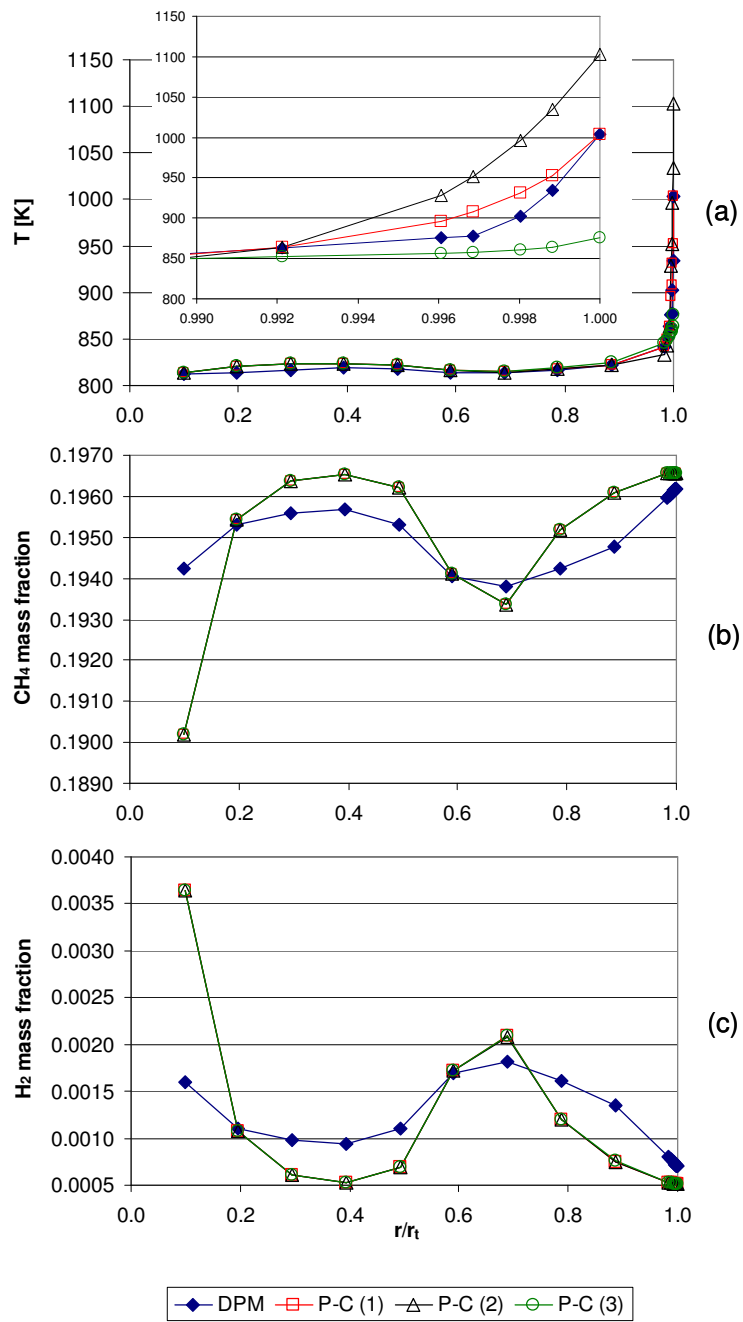 1150
1100
1050
1000
950
900
850
800
0.990 0.992 0.994 0.996 0.998 1.000
1150
1100
1050
1000
950
900
850
800
T [K]
0.0 0.2 0.4 0.6 0.8 1.0
(a)
0.1970
0.1960
0.1950
0.1940
0.1930
0.1920
0.1910
0.1900
0.1890
CH4 mass fraction
0.0 0.2 0.4 0.6 0.8 1.0
(b)
0.0040
0.0035
0.0030
0.0025
0.0020
0.0015
0.0010
0.0005
H2 mass fraction
0.0 0.2 0.4 0.6 0.8 1.0
r/rt
(c)
DPM P-C (1) P-C (2) P-C (3)